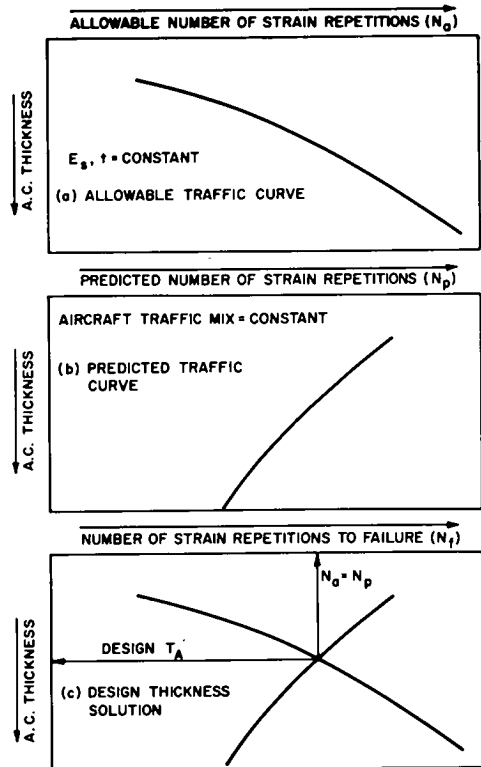 ALLOWABLE NUMBER OF STRAIN REPETITIONS (Na)
A.C. THICKNESS
Es, t = CONSTANT
(a) ALLOWABLE TRAFFIC CURVE
PREDICTED NUMBER OF STRAIN REPETITIONS (Np)
A.C. THICKNESS
AIRCRAFT TRAFFIC MIX = CONSTANT
(b) PREDICTED TRAFFIC
CURVE
NUMBER OF STRAIN REPETITIONS TO FAILURE (Nf)
A.C. THICKNESS
Na = Np
DESIGN TA
(c) DESIGN THICKNESS
SOLUTION